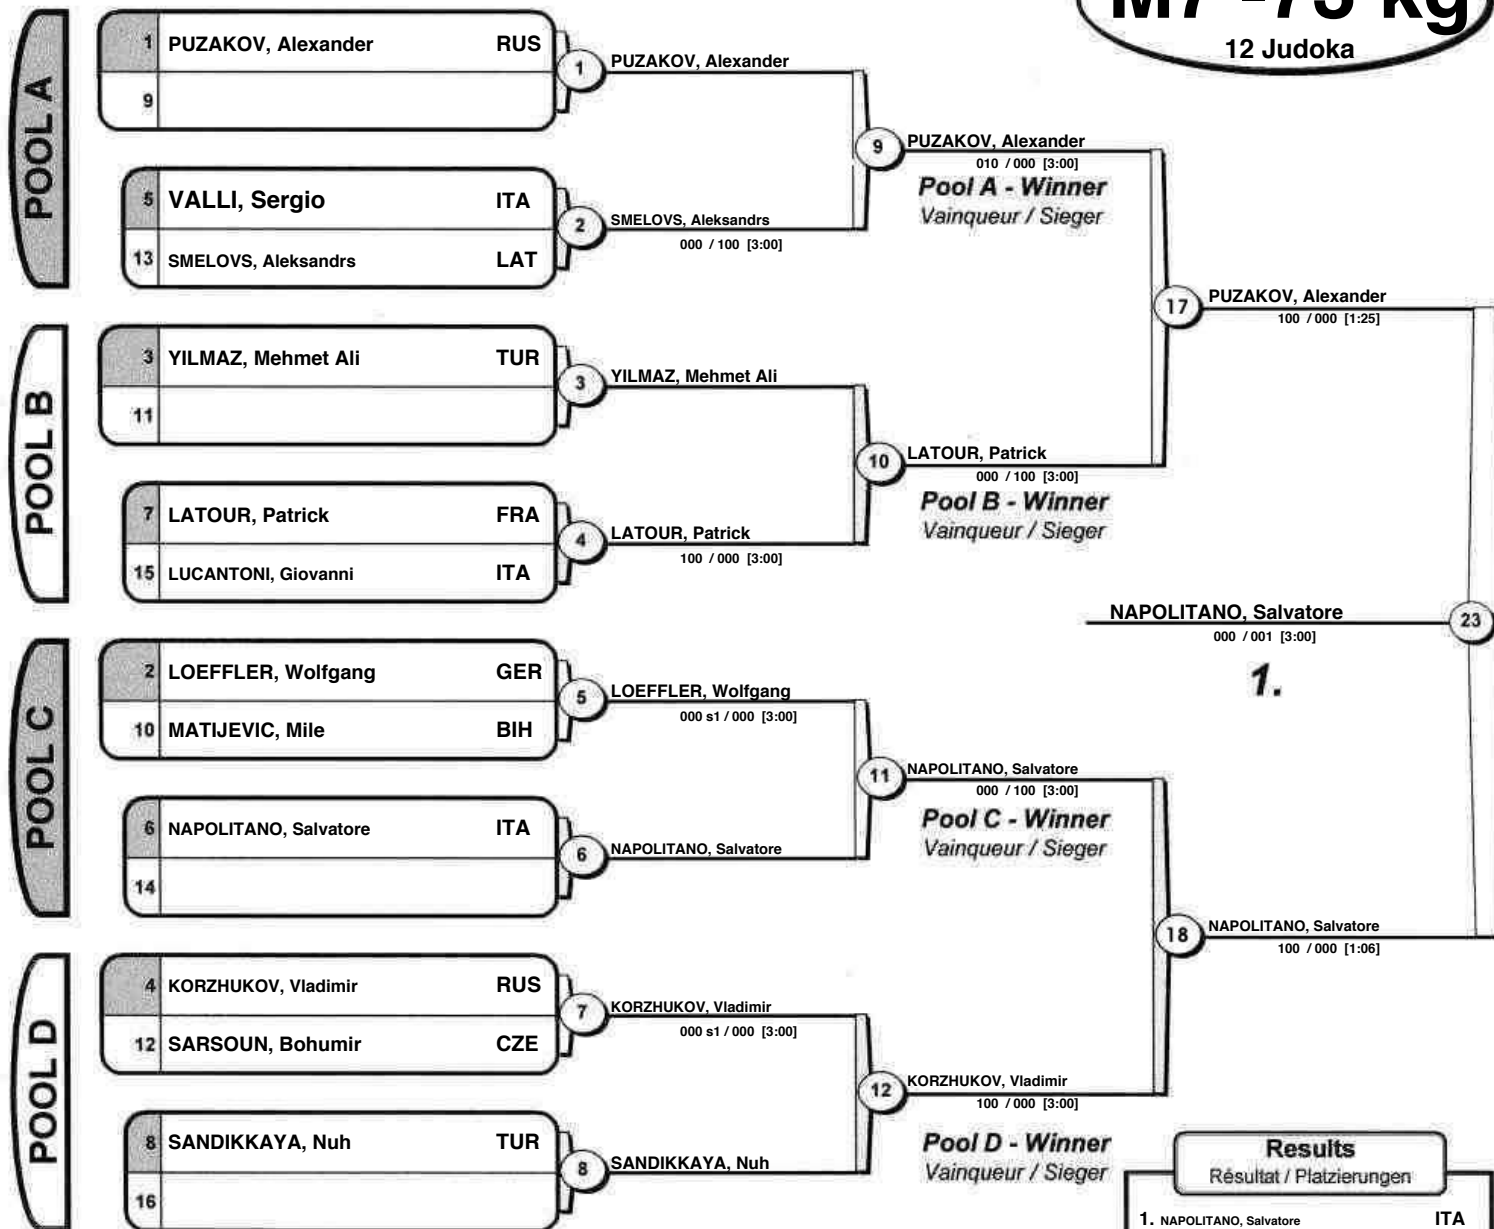 M7 -73 kg
12 Judoka
POOL A
1 PUZAKOV, Alexander RUS
9
5 VALLI, Sergio ITA
13 SMELOVS, Aleksandrs LAT
1 PUZAKOV, Alexander
2 SMELOVS, Aleksandrs
000 / 100 [3:00]
9 PUZAKOV, Alexander
010 / 000 [3:00]
Pool A - Winner
Vainqueur / Sieger
POOL B
3 YILMAZ, Mehmet Ali TUR
11
7 LATOUR, Patrick FRA
15 LUCANTONI, Giovanni ITA
3 YILMAZ, Mehmet Ali
4 LATOUR, Patrick
100 / 000 [3:00]
10 LATOUR, Patrick
000 / 100 [3:00]
Pool B - Winner
Vainqueur / Sieger
17 PUZAKOV, Alexander
100 / 000 [1:25]
NAPOLITANO, Salvatore 23
000 / 001 [3:00]
1.
POOL C
2 LOEFFLER, Wolfgang GER
10 MATIJEVIC, Mile BIH
6 NAPOLITANO, Salvatore ITA
14
5 LOEFFLER, Wolfgang
000 s1 / 000 [3:00]
6 NAPOLITANO, Salvatore
11 NAPOLITANO, Salvatore
000 / 100 [3:00]
Pool C - Winner
Vainqueur / Sieger
POOL D
4 KORZHUKOV, Vladimir RUS
12 SARSOUN, Bohumir CZE
8 SANDIKKAYA, Nuh TUR
16
7 KORZHUKOV, Vladimir
000 s1 / 000 [3:00]
8 SANDIKKAYA, Nuh
12 KORZHUKOV, Vladimir
100 / 000 [3:00]
Pool D - Winner
Vainqueur / Sieger
18 NAPOLITANO, Salvatore
100 / 000 [1:06]
Results
Résultat / Platzierungen
1. NAPOLITANO, Salvatore ITA